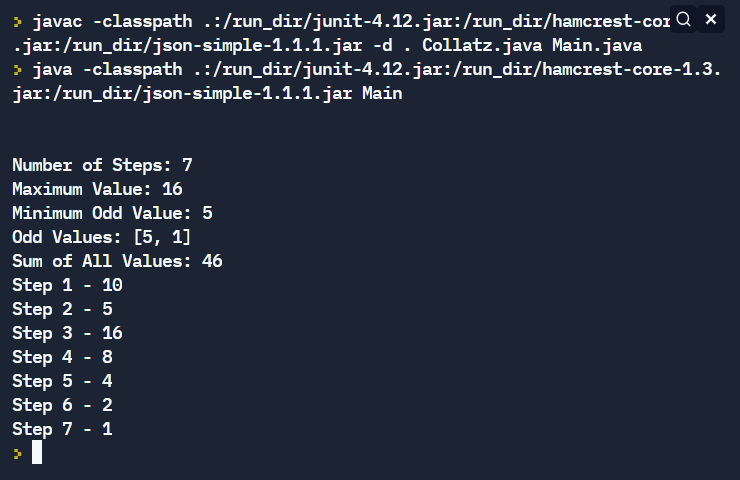 > javac -classpath .:/run_dir/junit-4.12.jar:/run_dir/hamcrest-cor
.jar:/run_dir/json-simple-1.1.1.jar -d . Collatz.java Main.java
> java -classpath .:/run_dir/junit-4.12.jar:/run_dir/hamcrest-core-1.3.
jar:/run_dir/json-simple-1.1.1.jar Main
Number of Steps: 7
Maximum Value: 16
Minimum Odd Value: 5
Odd Values: [5, 1]
Sum of All Values: 46
Step 1 - 10
Step 2 - 5
Step 3 - 16
Step 4 - 8
Step 5 - 4
Step 6 - 2
Step 7 - 1
>